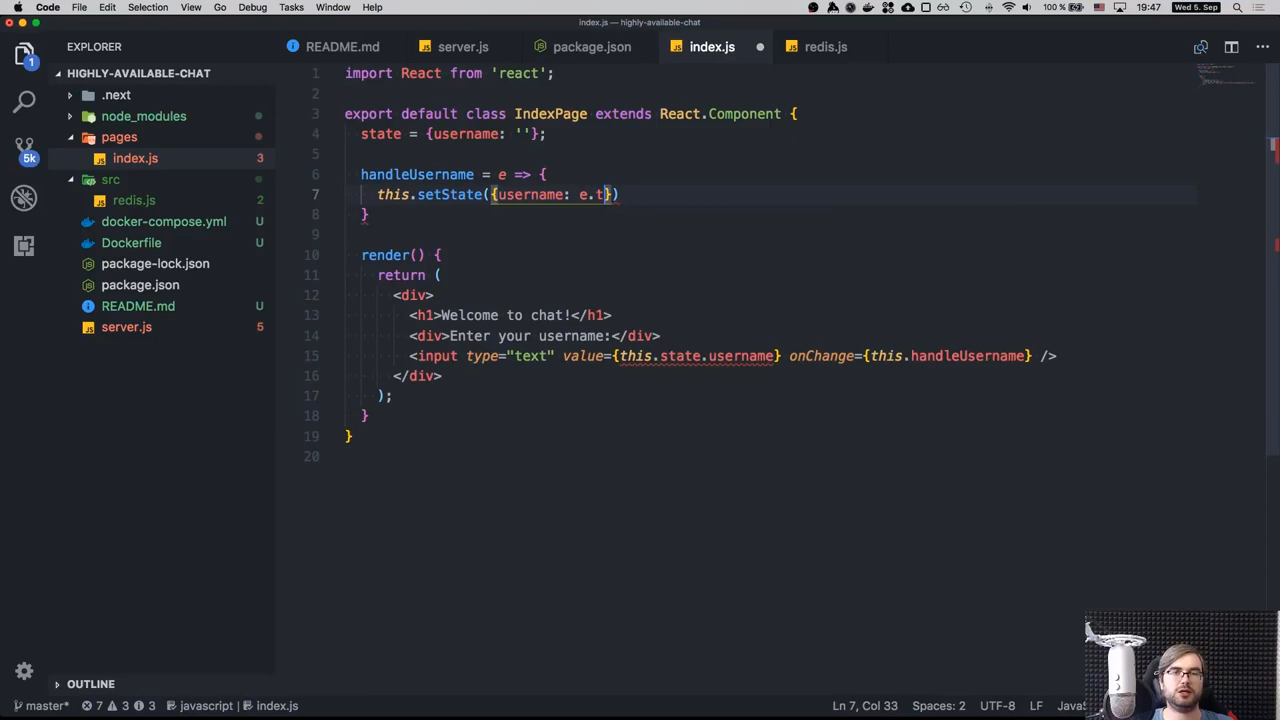 Code File Edit Selection View Go Debug Tasks Window Help 100 % 19:47 Wed 5. Sep
index.js — highly-available-chat
EXPLORER
README.md server.js package.json index.js redis.js
HIGHLY-AVAILABLE-CHAT
.next
node_modules
pages
index.js 3
src
redis.js 2
docker-compose.yml U
Dockerfile U
package-lock.json
package.json
README.md U
server.js 5
1
5k
1 import React from 'react';
2
3 export default class IndexPage extends React.Component {
4 state = {username: ''};
5
6 handleUsername = e => {
7 this.setState({username: e.t})
8 }
9
10 render() {
11 return (
12 <div>
13 <h1>Welcome to chat!</h1>
14 <div>Enter your username:</div>
15 <input type="text" value={this.state.username} onChange={this.handleUsername} />
16 </div>
17 );
18 }
19 }
20
OUTLINE
master* 7 3 3 javascript index.js Ln 7, Col 33 Spaces: 2 UTF-8 LF